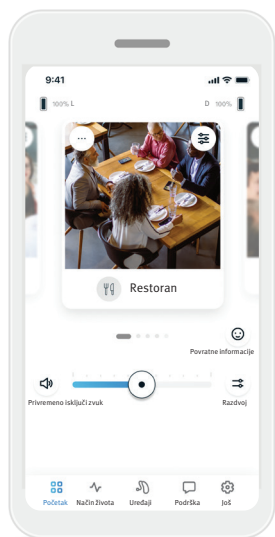 9:41
100% L
D 100%
Restoran
Povratne informacije
Privremeno isključi zvuk
Razdvoj
Početak
Način života
Uređaji
Podrška
Još